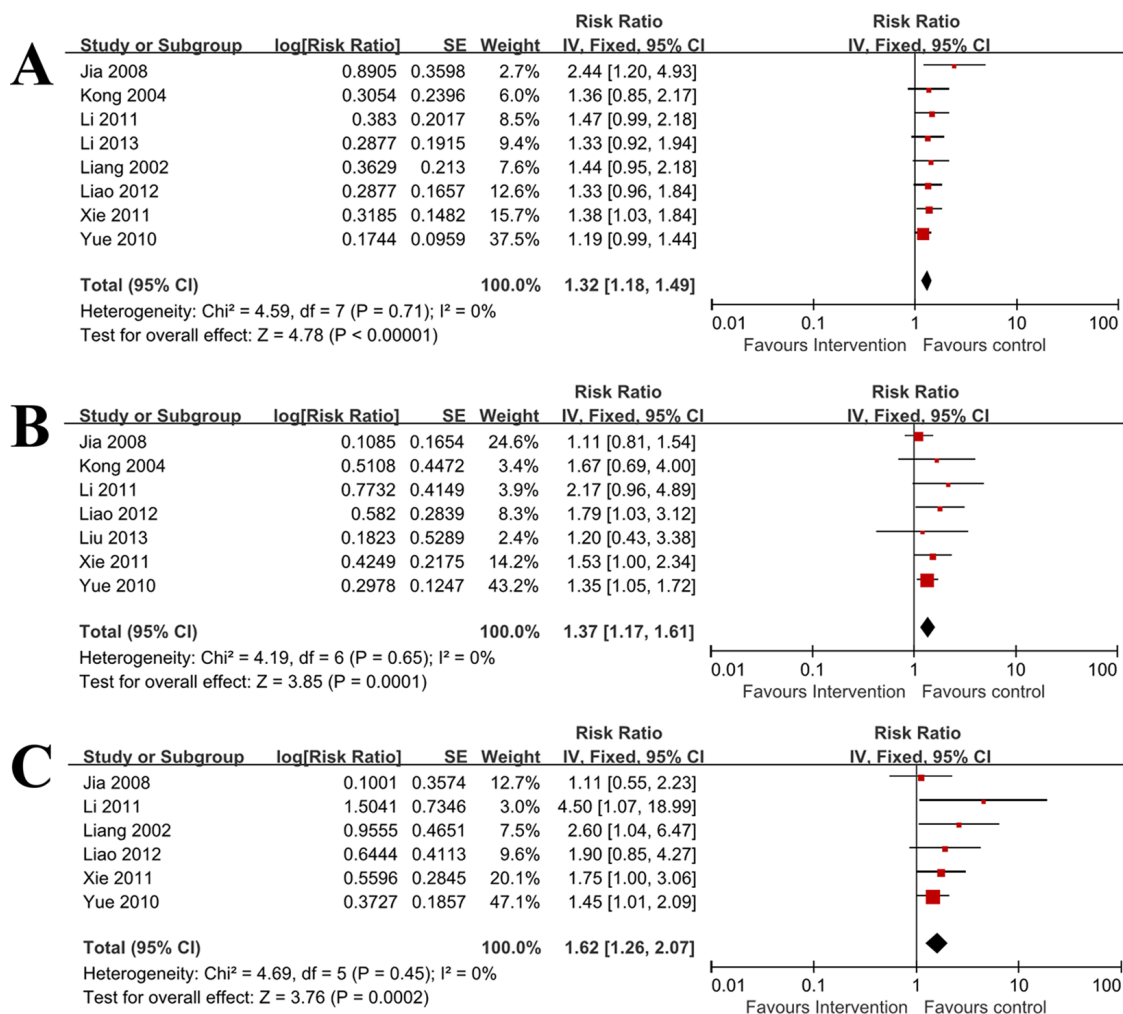 A
Risk Ratio Risk Ratio
Study or Subgroup log[Risk Ratio] SE Weight IV, Fixed, 95% CI IV, Fixed, 95% CI
Jia 2008 0.8905 0.3598 2.7% 2.44 [1.20, 4.93]
Kong 2004 0.3054 0.2396 6.0% 1.36 [0.85, 2.17]
Li 2011 0.383 0.2017 8.5% 1.47 [0.99, 2.18]
Li 2013 0.2877 0.1915 9.4% 1.33 [0.92, 1.94]
Liang 2002 0.3629 0.213 7.6% 1.44 [0.95, 2.18]
Liao 2012 0.2877 0.1657 12.6% 1.33 [0.96, 1.84]
Xie 2011 0.3185 0.1482 15.7% 1.38 [1.03, 1.84]
Yue 2010 0.1744 0.0959 37.5% 1.19 [0.99, 1.44]
Total (95% CI) 100.0% 1.32 [1.18, 1.49]
Heterogeneity: Chi² = 4.59, df = 7 (P = 0.71); I² = 0%
Test for overall effect: Z = 4.78 (P < 0.00001)
0.01 0.1 1 10 100
Favours Intervention Favours control
B
Risk Ratio Risk Ratio
Study or Subgroup log[Risk Ratio] SE Weight IV, Fixed, 95% CI IV, Fixed, 95% CI
Jia 2008 0.1085 0.1654 24.6% 1.11 [0.81, 1.54]
Kong 2004 0.5108 0.4472 3.4% 1.67 [0.69, 4.00]
Li 2011 0.7732 0.4149 3.9% 2.17 [0.96, 4.89]
Liao 2012 0.582 0.2839 8.3% 1.79 [1.03, 3.12]
Liu 2013 0.1823 0.5289 2.4% 1.20 [0.43, 3.38]
Xie 2011 0.4249 0.2175 14.2% 1.53 [1.00, 2.34]
Yue 2010 0.2978 0.1247 43.2% 1.35 [1.05, 1.72]
Total (95% CI) 100.0% 1.37 [1.17, 1.61]
Heterogeneity: Chi² = 4.19, df = 6 (P = 0.65); I² = 0%
Test for overall effect: Z = 3.85 (P = 0.0001)
0.01 0.1 1 10 100
Favours Intervention Favours control
C
Risk Ratio Risk Ratio
Study or Subgroup log[Risk Ratio] SE Weight IV, Fixed, 95% CI IV, Fixed, 95% CI
Jia 2008 0.1001 0.3574 12.7% 1.11 [0.55, 2.23]
Li 2011 1.5041 0.7346 3.0% 4.50 [1.07, 18.99]
Liang 2002 0.9555 0.4651 7.5% 2.60 [1.04, 6.47]
Liao 2012 0.6444 0.4113 9.6% 1.90 [0.85, 4.27]
Xie 2011 0.5596 0.2845 20.1% 1.75 [1.00, 3.06]
Yue 2010 0.3727 0.1857 47.1% 1.45 [1.01, 2.09]
Total (95% CI) 100.0% 1.62 [1.26, 2.07]
Heterogeneity: Chi² = 4.69, df = 5 (P = 0.45); I² = 0%
Test for overall effect: Z = 3.76 (P = 0.0002)
0.01 0.1 1 10 100
Favours Intervention Favours control